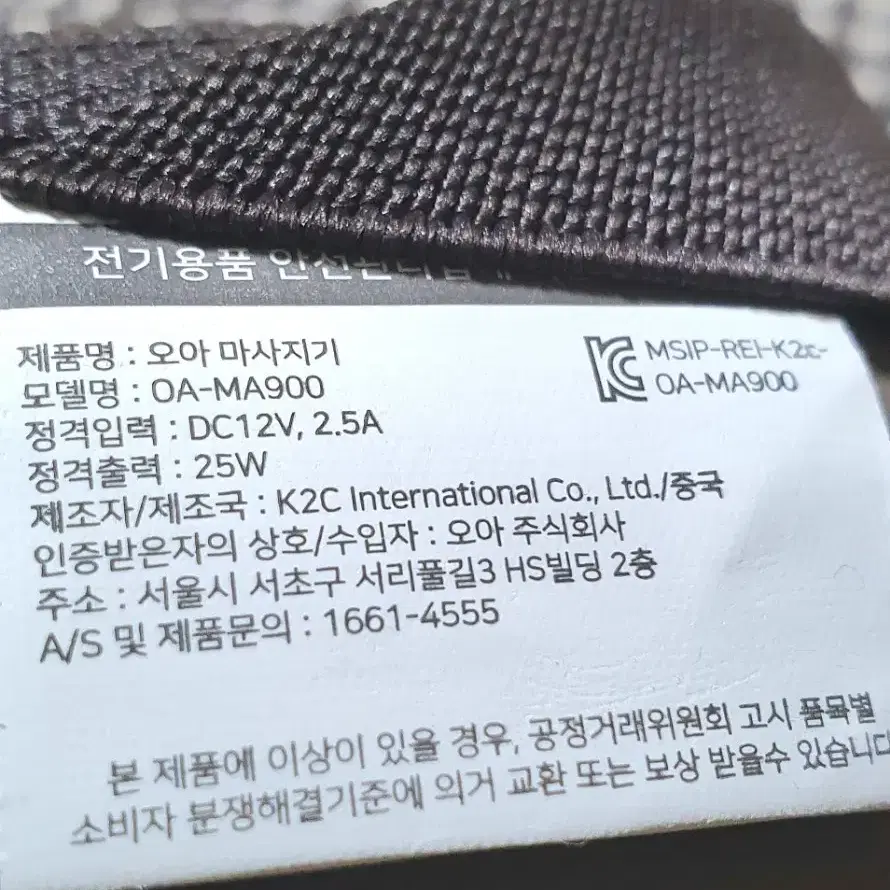 전기용품
제품명 : 오아 마사지기
모델명 : OA-MA900
정격입력 : DC12V, 2.5A
정격출력 : 25W
제조자/제조국 : K2C International Co., Ltd./중국
인증받은자의 상호/수입자 : 오아 주식회사
주소 : 서울시 서초구 서리풀길3 HS빌딩 2층
A/S 및 제품문의 : 1661-4555
MSIP-REI-K2c-
OA-MA900
본 제품에 이상이 있을 경우, 공정거래위원회 고시 품목별
소비자 분쟁해결기준에 의거 교환 또는 보상 받을수 있습니다